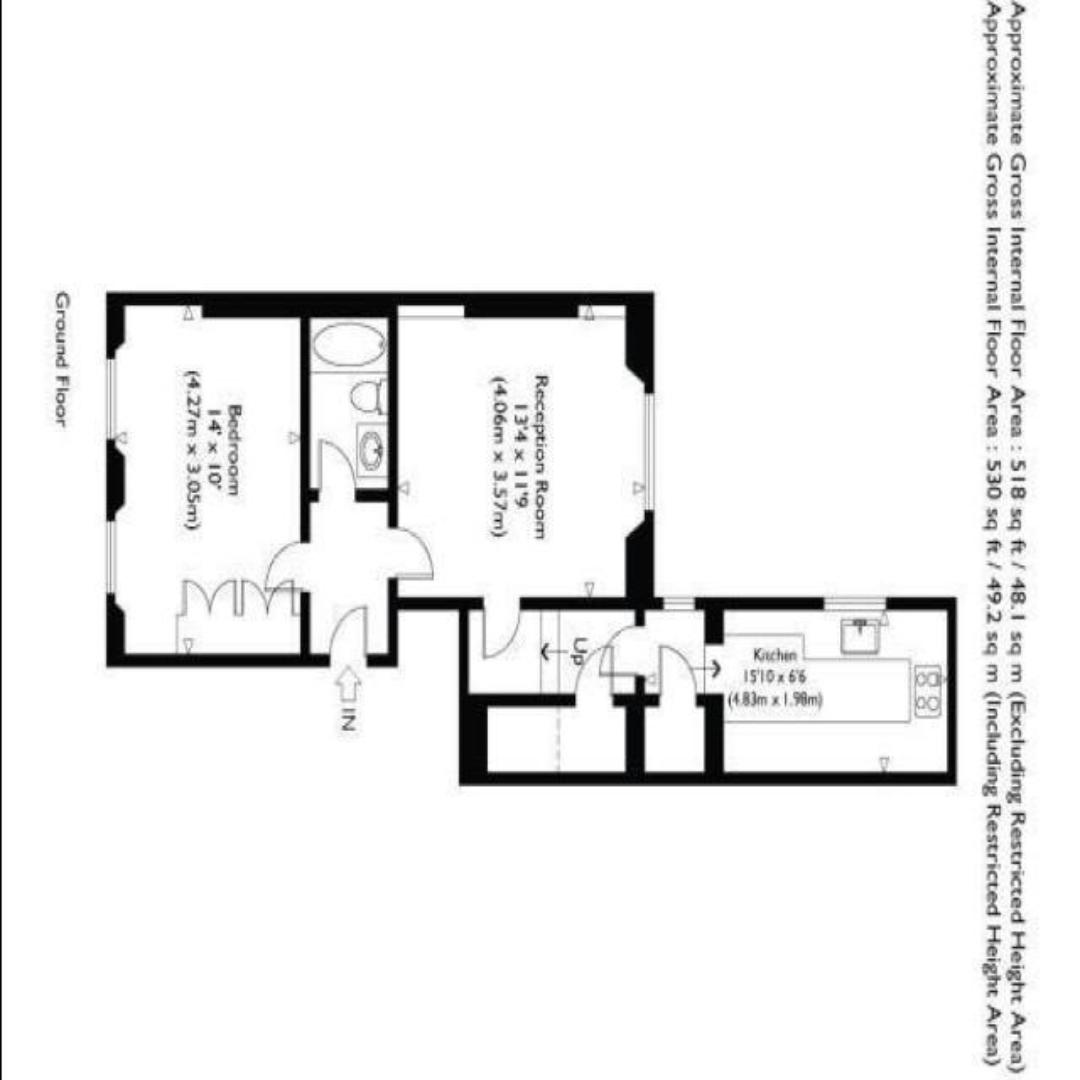 Approximate Gross Internal Floor Area : 518 sq ft / 48.1 sq m (Excluding Restricted Height Area)
Approximate Gross Internal Floor Area : 530 sq ft / 49.2 sq m (Including Restricted Height Area)
Kitchen
15'10 x 6'6
(4.83m x 1.98m)
Reception Room
13'4 x 11'9
(4.06m x 3.57m)
Up
IN
Bedroom
14' x 10'
(4.27m x 3.05m)
Ground Floor